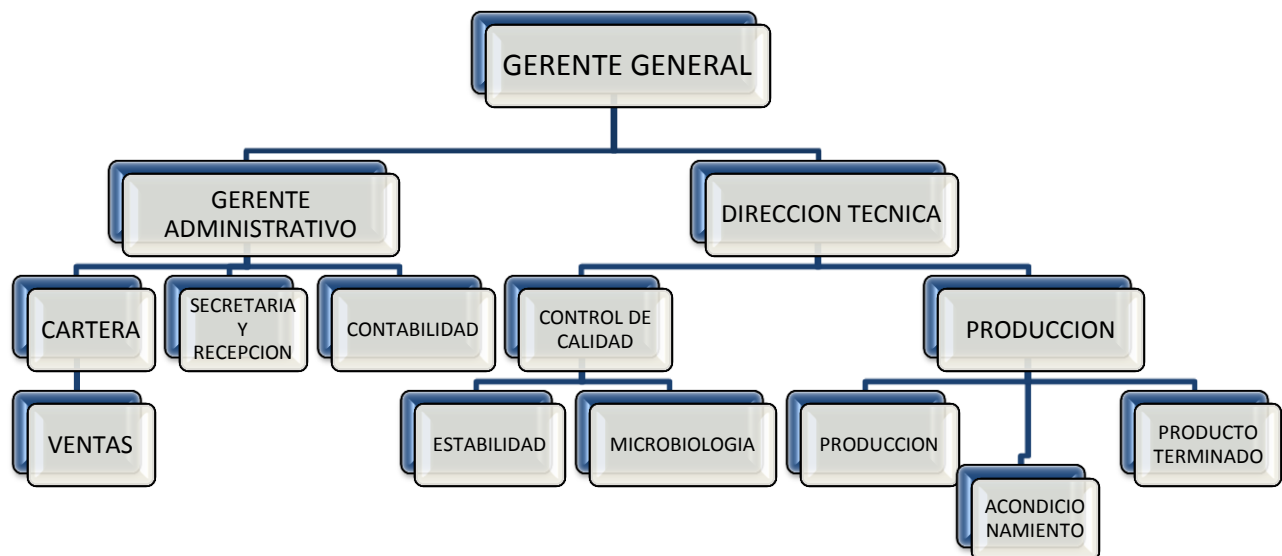 GERENTE GENERAL
GERENTE
ADMINISTRATIVO
DIRECCION TECNICA
CARTERA
SECRETARIA
Y
RECEPCION
CONTABILIDAD
CONTROL DE
CALIDAD
PRODUCCION
VENTAS
ESTABILIDAD
MICROBIOLOGIA
PRODUCCION
ACONDICIO
NAMIENTO
PRODUCTO
TERMINADO